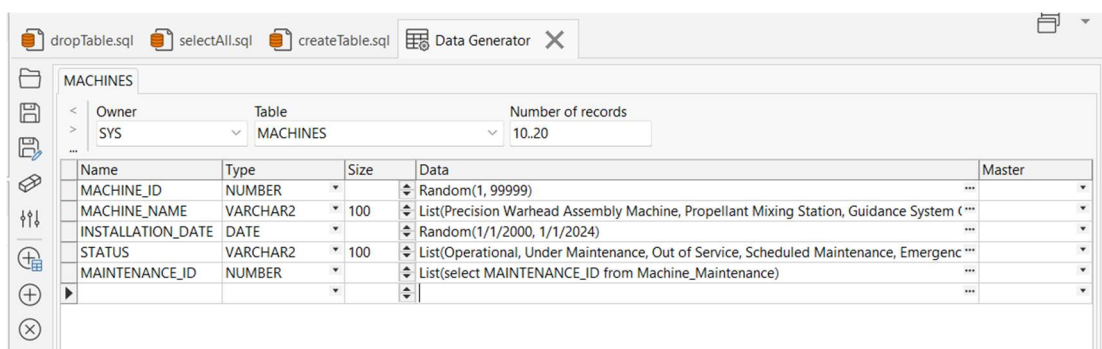 dropTable.sql selectAll.sql createTable.sql Data Generator
MACHINES
< Owner Table Number of records
> SYS MACHINES 10..20
...
Name Type Size Data Master
MACHINE_ID NUMBER Random(1, 99999) ...
MACHINE_NAME VARCHAR2 100 List(Precision Warhead Assembly Machine, Propellant Mixing Station, Guidance System ...
INSTALLATION_DATE DATE Random(1/1/2000, 1/1/2024) ...
STATUS VARCHAR2 100 List(Operational, Under Maintenance, Out of Service, Scheduled Maintenance, Emergenc ...
MAINTENANCE_ID NUMBER List(select MAINTENANCE_ID from Machine_Maintenance) ...
...